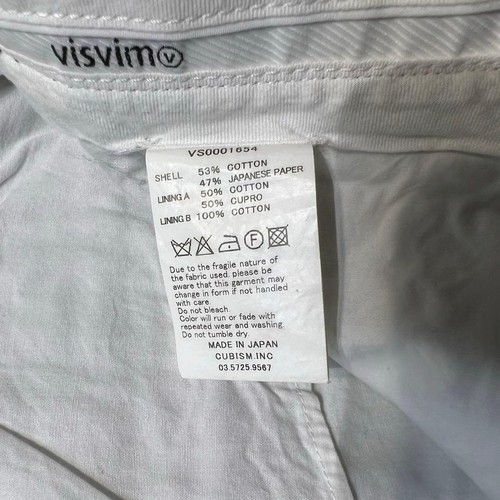 visvim
VS0001654
SHELL 53% COTTON
47% JAPANESE PAPER
LINING A 50% COTTON
50% CUPRO
LINING B 100% COTTON
F
Due to the fragile nature of
the fabric used, please be
aware that this garment may
change in form if not handled
with care.
Do not bleach.
Color will run or fade with
repeated wear and washing
Do not tumble dry.
MADE IN JAPAN
CUBISM.INC
03.5725.9567